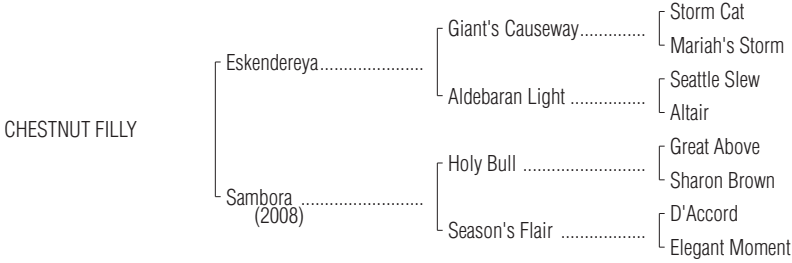 Storm Cat
Giant's Causeway..............
Mariah's Storm
Eskendereya......................
Seattle Slew
Aldebaran Light ................
Altair
CHESTNUT FILLY
Great Above
Holy Bull ..........................
Sharon Brown
Sambora ..........................
(2008)
D'Accord
Season's Flair ..................
Elegant Moment